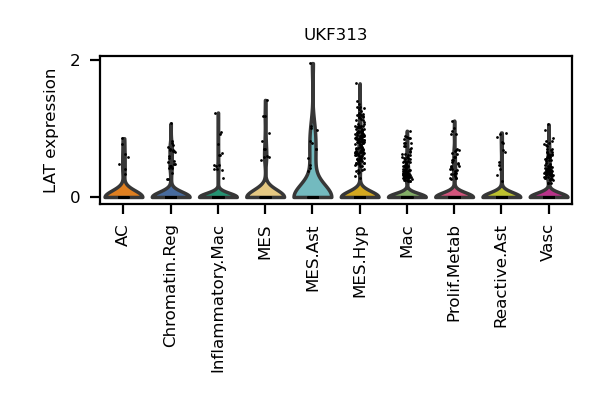 UKF313
LAT expression
2
0
AC
Chromatin.Reg
Inflammatory.Mac
MES
MES.Ast
MES.Hyp
Mac
Prolif.Metab
Reactive.Ast
Vasc